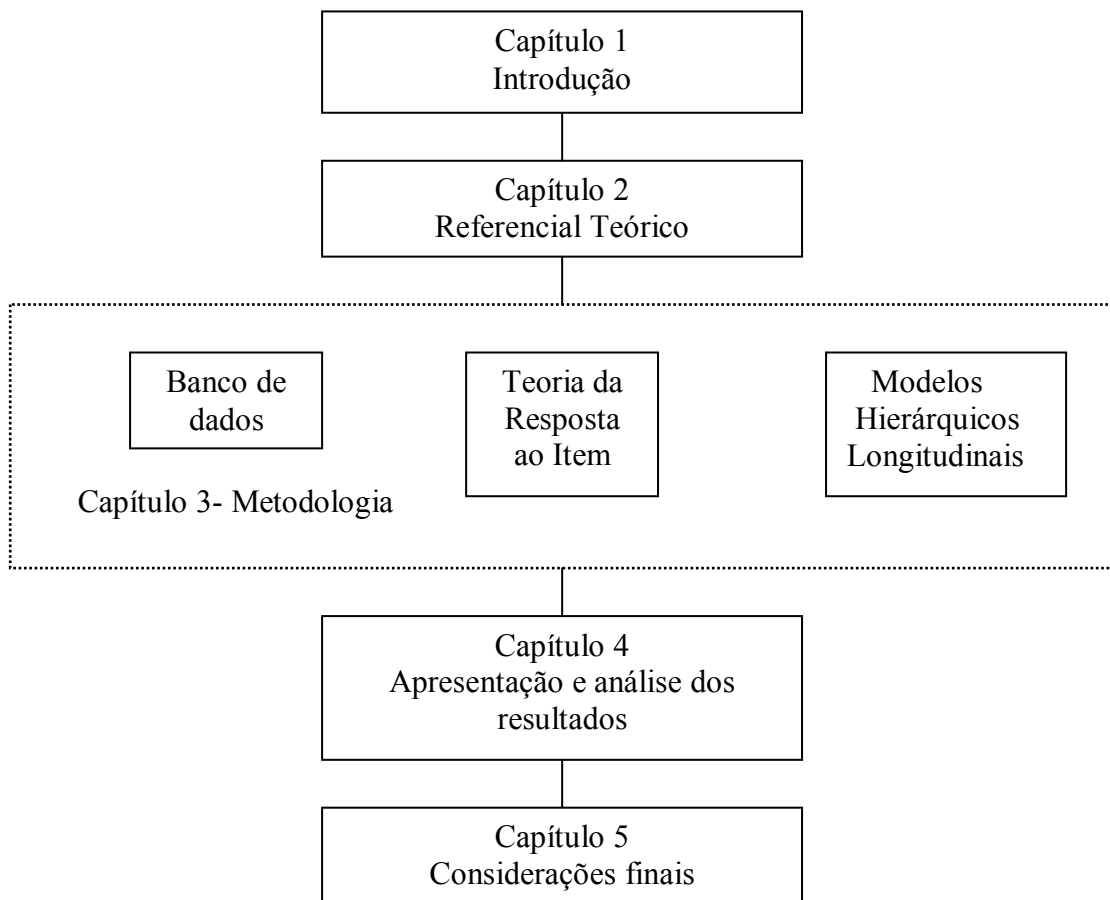 Capítulo 1
Introdução
Capítulo 2
Referencial Teórico
Banco de
dados
Teoria da
Resposta
ao Item
Modelos
Hierárquicos
Longitudinais
Capítulo 3- Metodologia
Capítulo 4
Apresentação e análise dos
resultados
Capítulo 5
Considerações finais